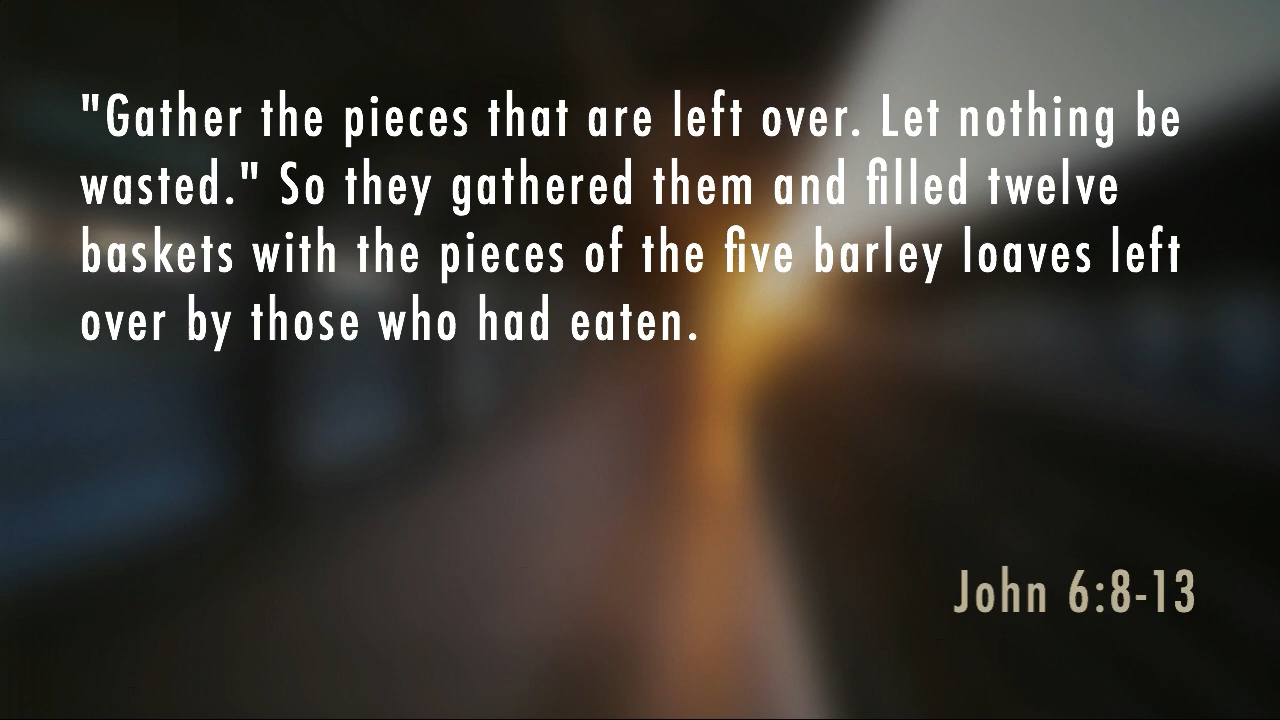 "Gather the pieces that are left over. Let nothing be
wasted." So they gathered them and filled twelve
baskets with the pieces of the five barley loaves left
over by those who had eaten.
John 6:8-13